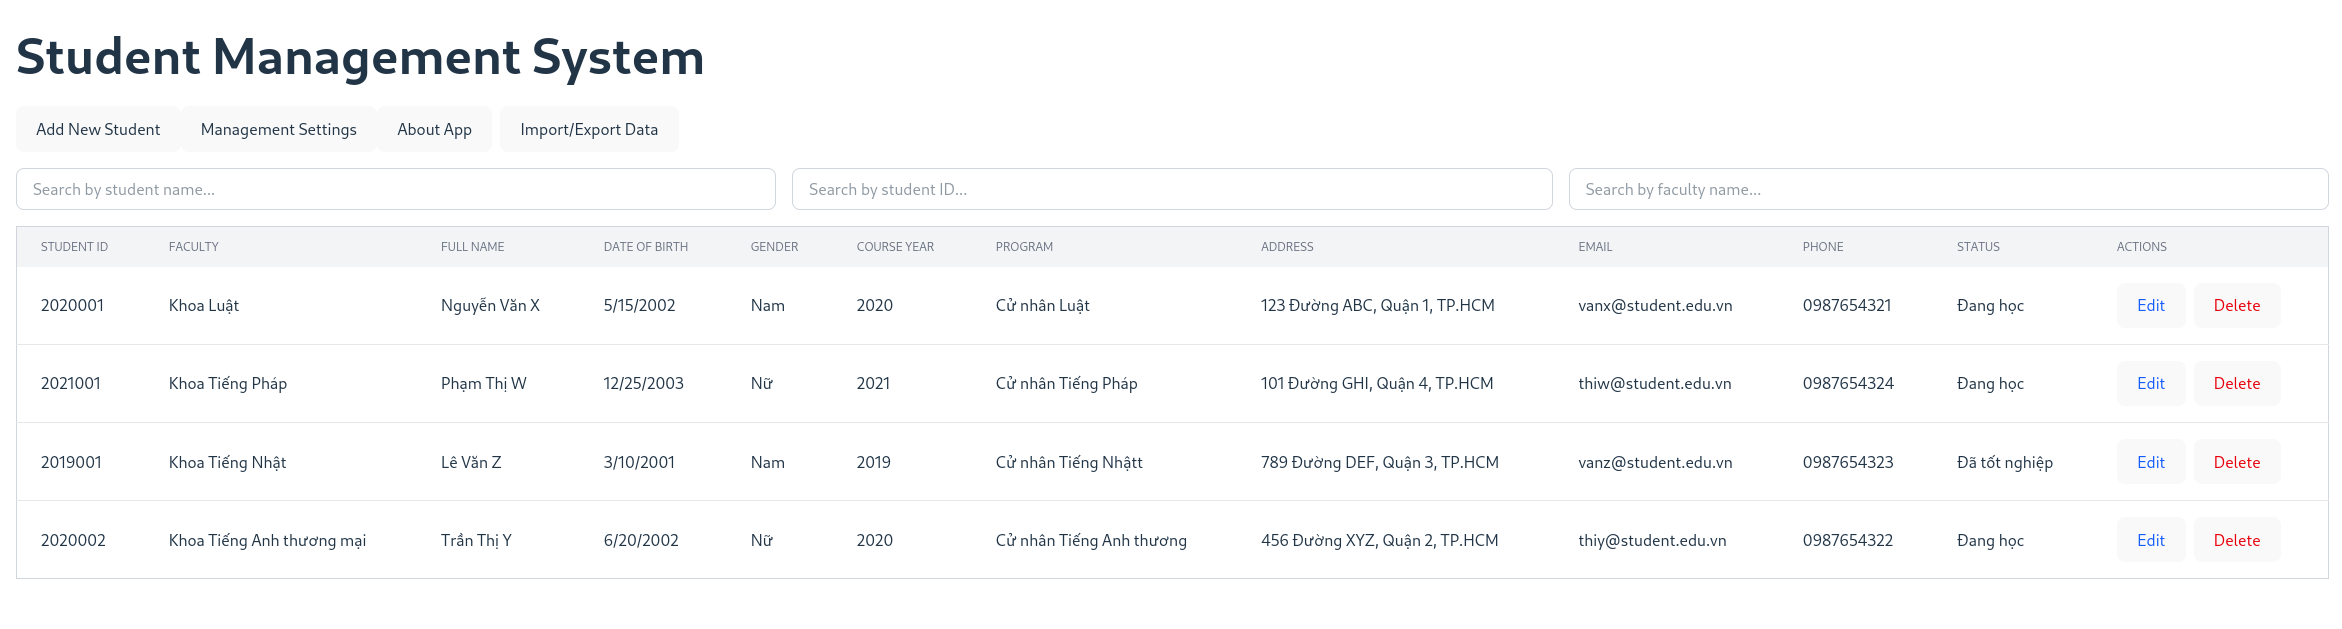 Student Management System
Add New Student Management Settings About App Import/Export Data
Search by student name... Search by student ID... Search by faculty name...
STUDENT ID FACULTY FULL NAME DATE OF BIRTH GENDER COURSE YEAR PROGRAM ADDRESS EMAIL PHONE STATUS ACTIONS
2020001 Khoa Luật Nguyễn Văn X 5/15/2002 Nam 2020 Cử nhân Luật 123 Đường ABC, Quận 1, TP.HCM vanx@student.edu.vn 0987654321 Đang học Edit Delete
2021001 Khoa Tiếng Pháp Phạm Thị W 12/25/2003 Nữ 2021 Cử nhân Tiếng Pháp 101 Đường GHI, Quận 4, TP.HCM thiw@student.edu.vn 0987654324 Đang học Edit Delete
2019001 Khoa Tiếng Nhật Lê Văn Z 3/10/2001 Nam 2019 Cử nhân Tiếng Nhậtt 789 Đường DEF, Quận 3, TP.HCM vanz@student.edu.vn 0987654323 Đã tốt nghiệp Edit Delete
2020002 Khoa Tiếng Anh thương mại Trần Thị Y 6/20/2002 Nữ 2020 Cử nhân Tiếng Anh thương 456 Đường XYZ, Quận 2, TP.HCM thiy@student.edu.vn 0987654322 Đang học Edit Delete